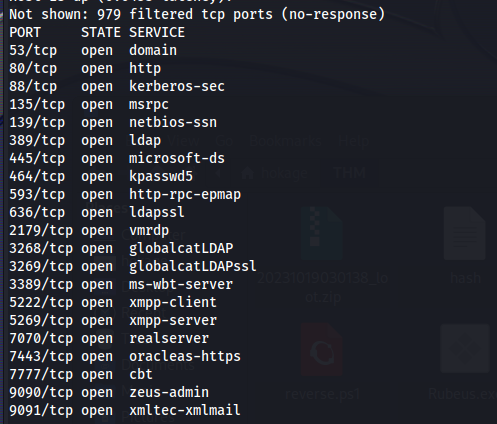 Not shown: 979 filtered tcp ports (no-response)
PORT STATE SERVICE
53/tcp open domain
80/tcp open http
88/tcp open kerberos-sec
135/tcp open msrpc
139/tcp open netbios-ssn
389/tcp open ldap
445/tcp open microsoft-ds
464/tcp open kpasswd5
593/tcp open http-rpc-epmap
636/tcp open ldapssl
2179/tcp open vmrdp
3268/tcp open globalcatLDAP
3269/tcp open globalcatLDAPssl
3389/tcp open ms-wbt-server
5222/tcp open xmpp-client
5269/tcp open xmpp-server
7070/tcp open realserver
7443/tcp open oracleas-https
7777/tcp open cbt
9090/tcp open zeus-admin
9091/tcp open xmltec-xmlmail
THM
20231019030138_lo
hash
reverse.ps1